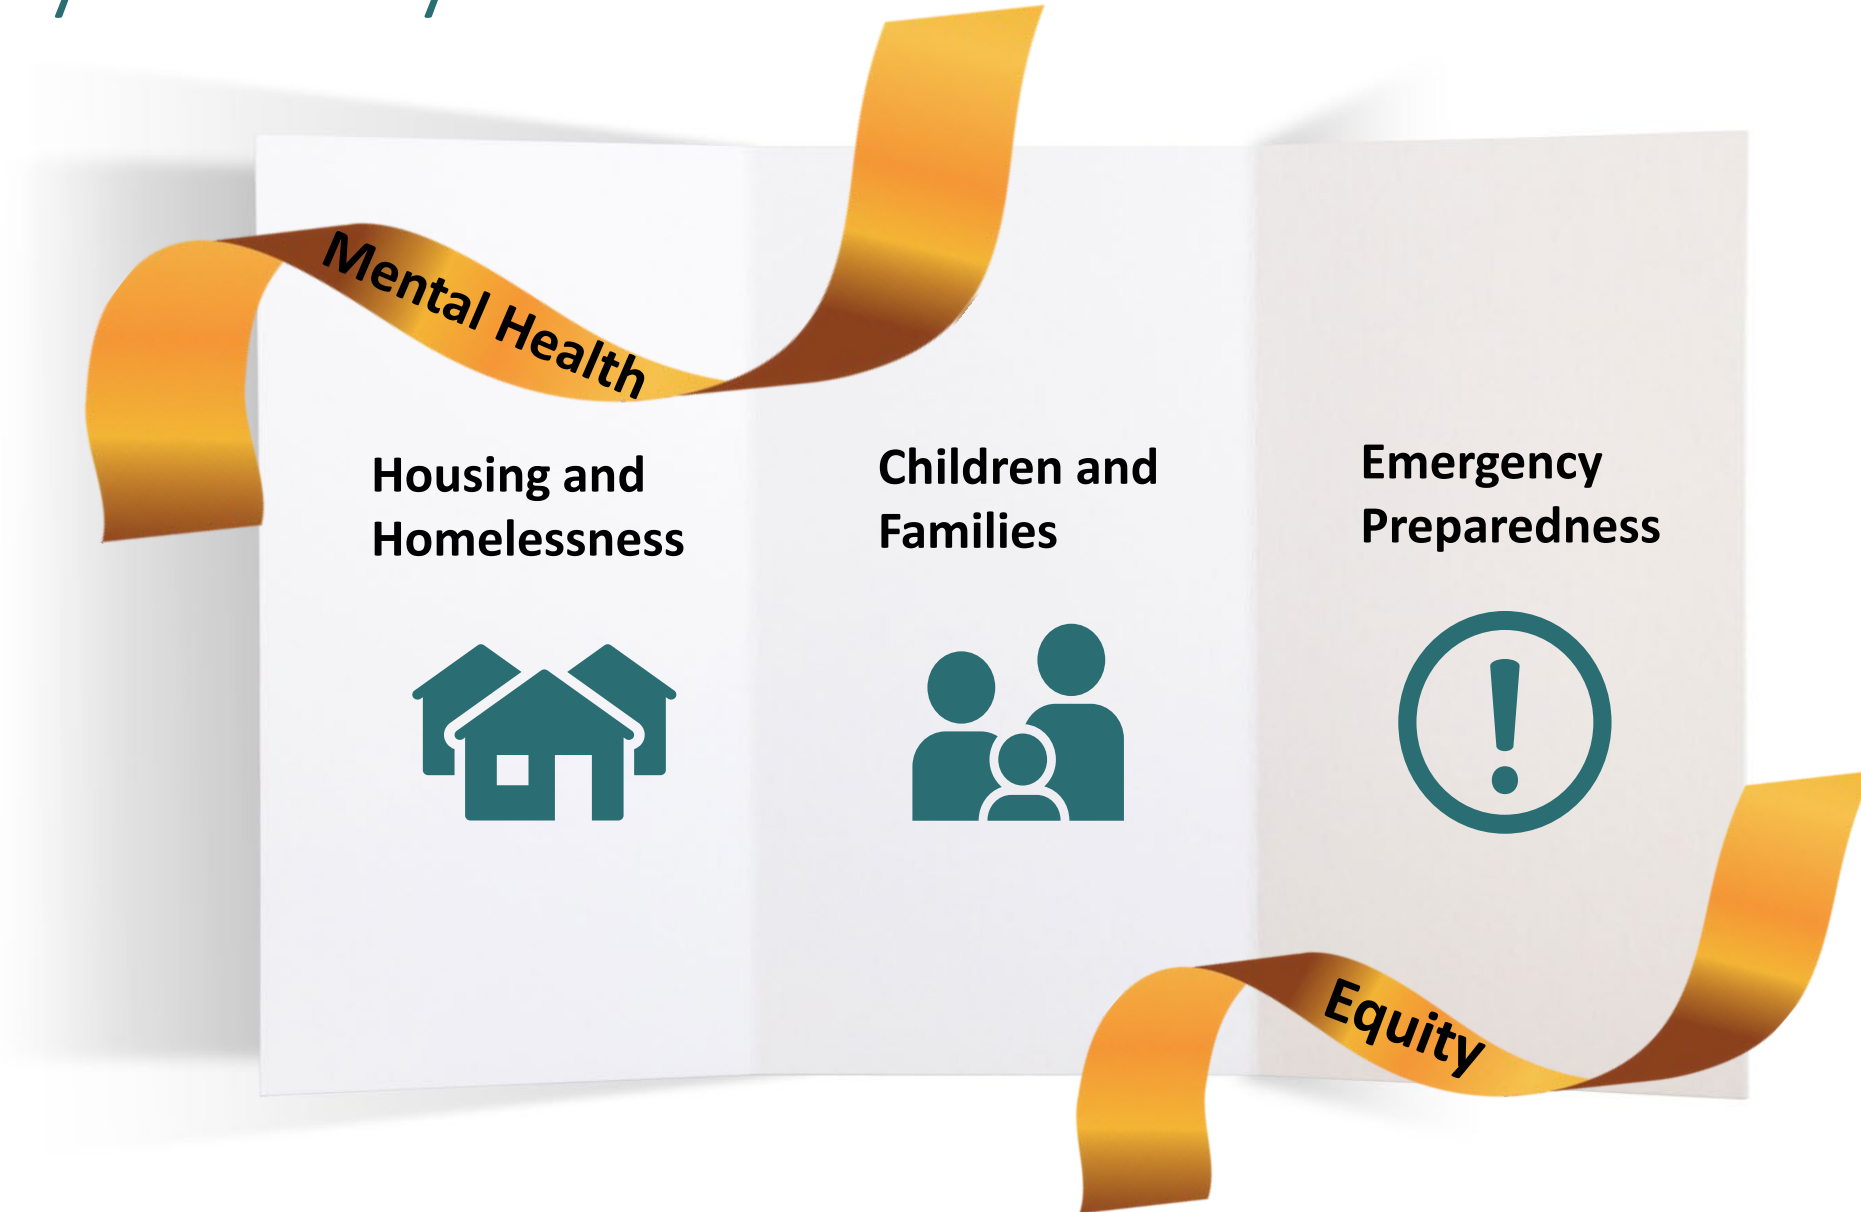 Mental Health
Housing and
Homelessness
Children and
Families
Emergency
Preparedness
Equity